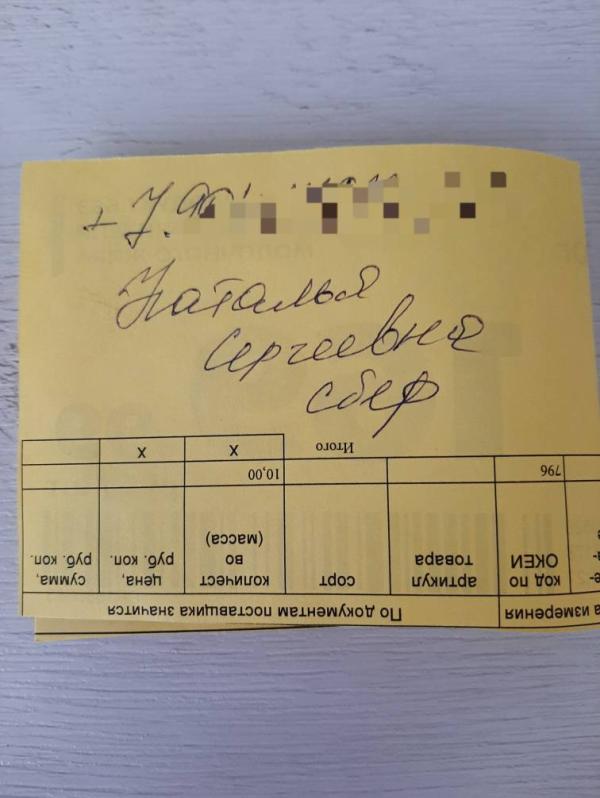 +7.
Наталья
Сергеевна
сбер
а измерения По документам поставщика значится
код по ОКЕИ
артикул товара
сорт
количест
во
(масса)
цена,
руб. коп.
сумма,
руб. коп.
796 10,00
Итого X X